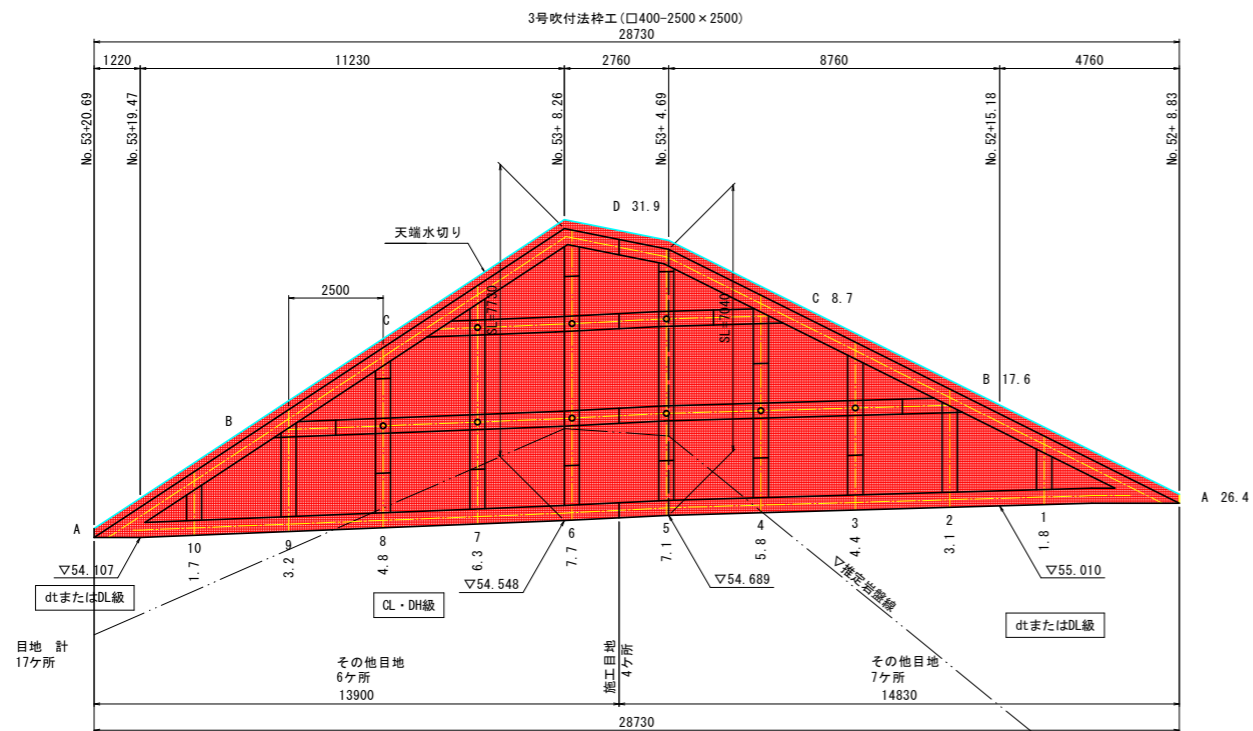 3号吹付法枠工(□400-2500×2500)
28730
1220
11230
2760
8760
4760
No.53+20.69
No.53+19.47
No.53+ 8.26
No.53+ 4.69
No.52+15.18
No.52+ 8.83
D 31.9
天端水切り
2500
SL=7730
SL=7040
C
C 8.7
B
B 17.6
A
A 26.4
10
9
8
7
6
5
4
3
2
1
1.7
3.2
4.8
6.3
7.7
7.1
5.8
4.4
3.1
1.8
▽54.107
▽54.548
▽54.689
▽55.010
▽推定岩盤線
dtまたはDL級
CL・DH級
dtまたはDL級
目地 計
17ケ所
その他目地
6ケ所
施工目地
4ケ所
その他目地
7ケ所
13900
14830
28730